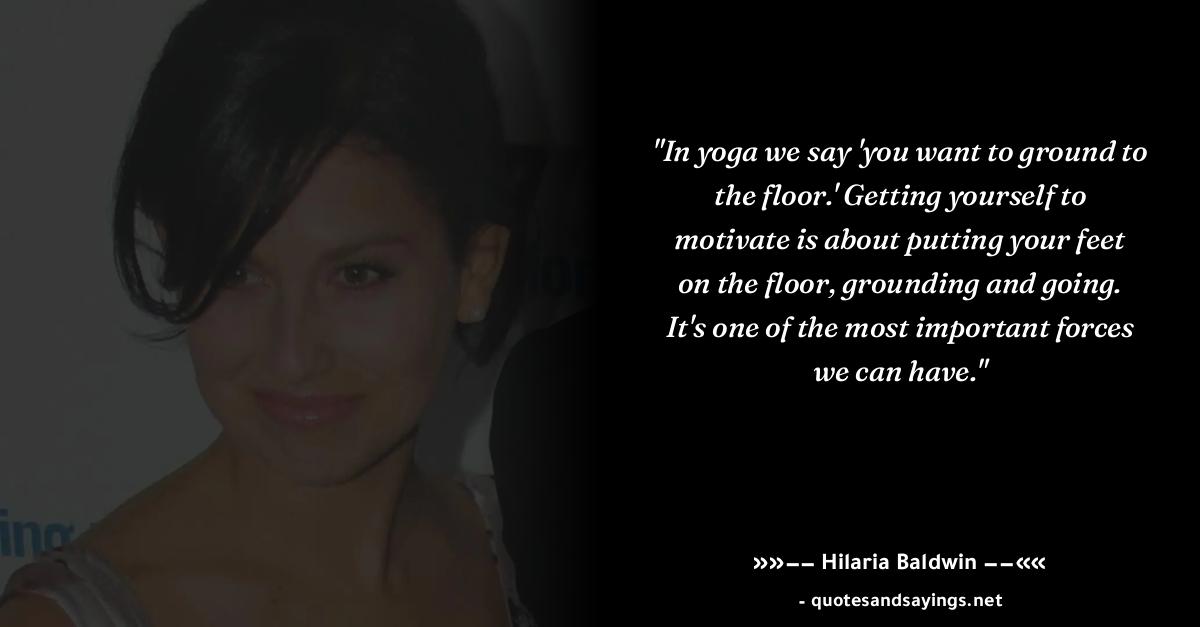 ing
"In yoga we say 'you want to ground to
the floor.' Getting yourself to
motivate is about putting your feet
on the floor, grounding and going.
It's one of the most important forces
we can have."
»»−− Hilaria Baldwin −−««
- quotesandsayings.net